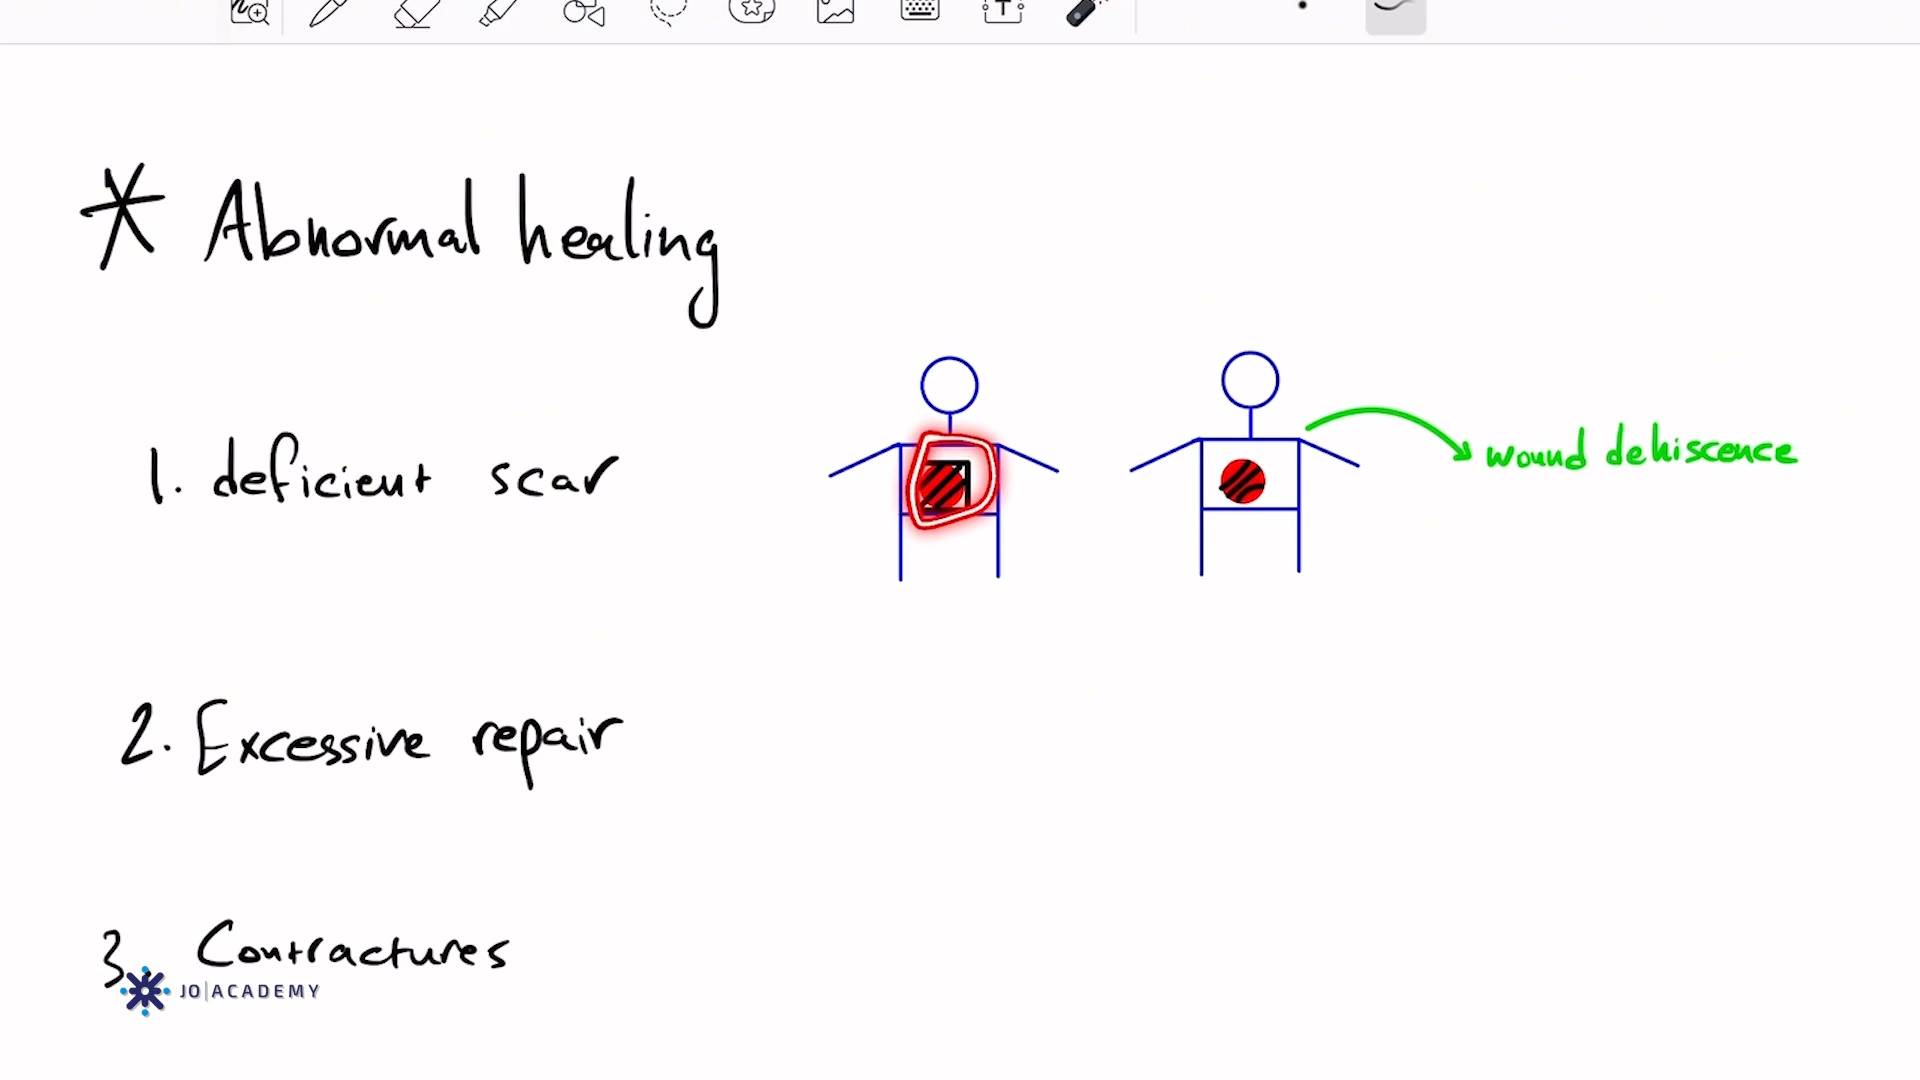 * Abnormal healing
1. deficient scar
wound dehiscence
2. Excessive repair
3. Contractures
JO|ACADEMY